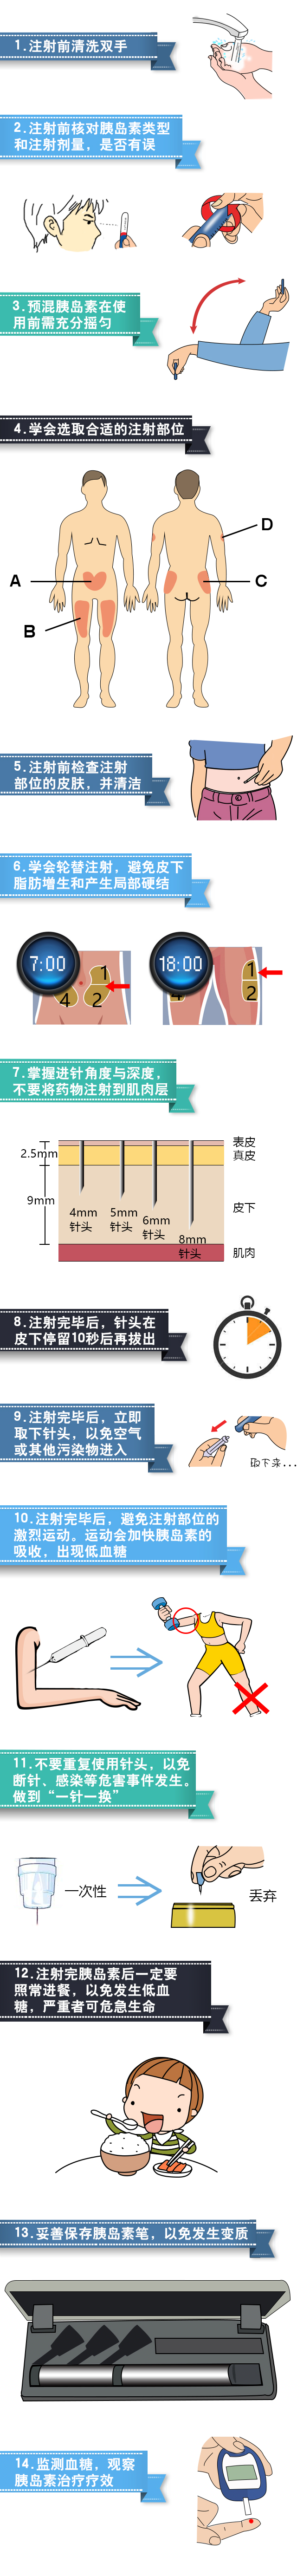 1.注射前清洗双手
2.注射前核对胰岛素类型
和注射剂量，是否有误
3.预混胰岛素在使
用前需充分摇匀
4.学会选取合适的注射部位
D
A
C
B
5.注射前检查注射
部位的皮肤，并清洁
6.学会轮替注射，避免皮下
脂肪增生和产生局部硬结
7:00
1
4
2
18:00
1
2
4
7.掌握进针角度与深度，
不要将药物注射到肌肉层
表皮
2.5mm
真皮
9mm
4mm
针头
5mm
针头
6mm
针头
8mm
针头
皮下
肌肉
8.注射完毕后，针头在
皮下停留10秒后再拔出
9.注射完毕后，立即
取下针头，以免空气
或其他污染物进入
取下来...
10.注射完毕后，避免注射部位的
激烈运动。运动会加快胰岛素的
吸收，出现低血糖
11.不要重复使用针头，以免
断针、感染等危害事件发生。
做到“一针一换”
一次性
丢弃
12.注射完胰岛素后一定要
照常进餐，以免发生低血
糖，严重者可危急生命
13.妥善保存胰岛素笔，以免发生变质
14.监测血糖，观察
胰岛素治疗疗效